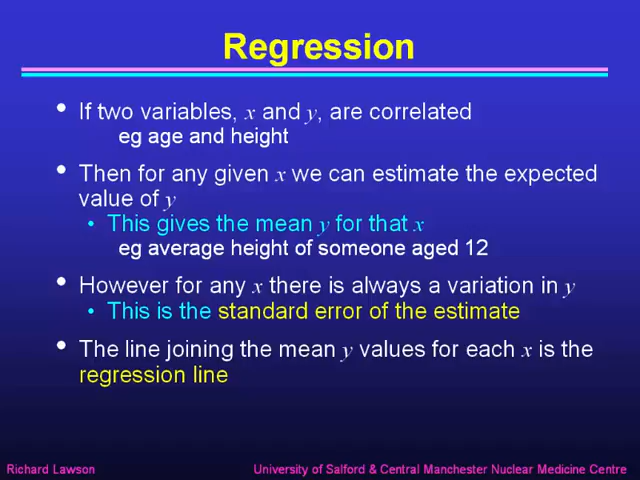 Regression
• If two variables, x and y, are correlated
eg age and height
• Then for any given x we can estimate the expected
value of y
• This gives the mean y for that x
eg average height of someone aged 12
• However for any x there is always a variation in y
• This is the standard error of the estimate
• The line joining the mean y values for each x is the
regression line
Richard Lawson
University of Salford & Central Manchester Nuclear Medicine Centre